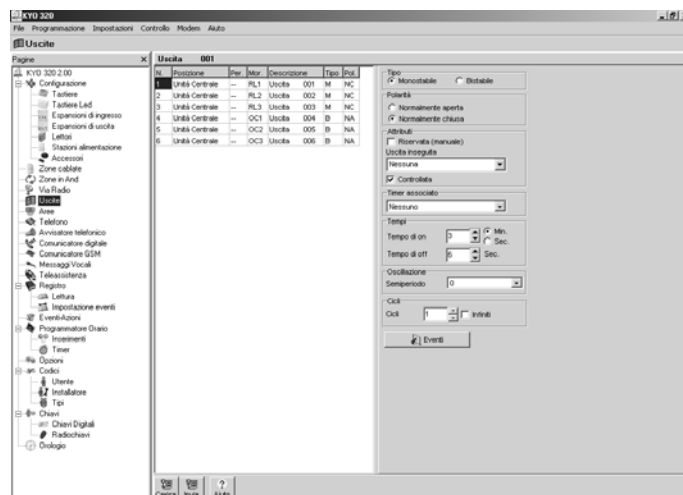 KYO 320
File Programmazione Impostazioni Controllo Modem Aiuto
Uscite
Pagine
KYO 320 2.00
Configurazione
Tastiere
Tastiere Led
Espansioni di ingresso
Espansioni di uscita
Lettori
Stazioni alimentazione
Accessori
Zone cablate
Zone in And
Via Radio
Uscite
Aree
Telefono
Avvisatore telefonico
Comunicatore digitale
Comunicatore GSM
Messaggi Vocali
Teleassistenza
Registro
Lettura
Impostazione eventi
Eventi-Azioni
Programmatore Orario
Inserimenti
Timer
Opzioni
Codici
Utente
Installatore
Tipi
Chiavi
Chiavi Digitali
Radiochiavi
Orologio
Uscita 001
N. Posizione Per. Mor. Descrizione Tipo Pol.
1 Unità Centrale -- RL1 Uscita 001 M NC
2 Unità Centrale -- RL2 Uscita 002 M NC
3 Unità Centrale -- RL3 Uscita 003 M NC
4 Unità Centrale -- OC1 Uscita 004 B NA
5 Unità Centrale -- OC2 Uscita 005 B NA
6 Unità Centrale -- OC3 Uscita 006 B NA
Tipo
Monostabile Bistabile
Polarità
Normalmente aperta
Normalmente chiusa
Attributi
Riservata (manuale)
Uscita inseguita
Nessuna
Controllata
Timer associato
Nessuno
Tempi
Tempo di on 3 Min.
Sec.
Tempo di off 6 Sec.
Oscillazione
Semiperiodo 0
Cicli
Cicli 1 Infiniti
Eventi
Carica Invia Aiuto